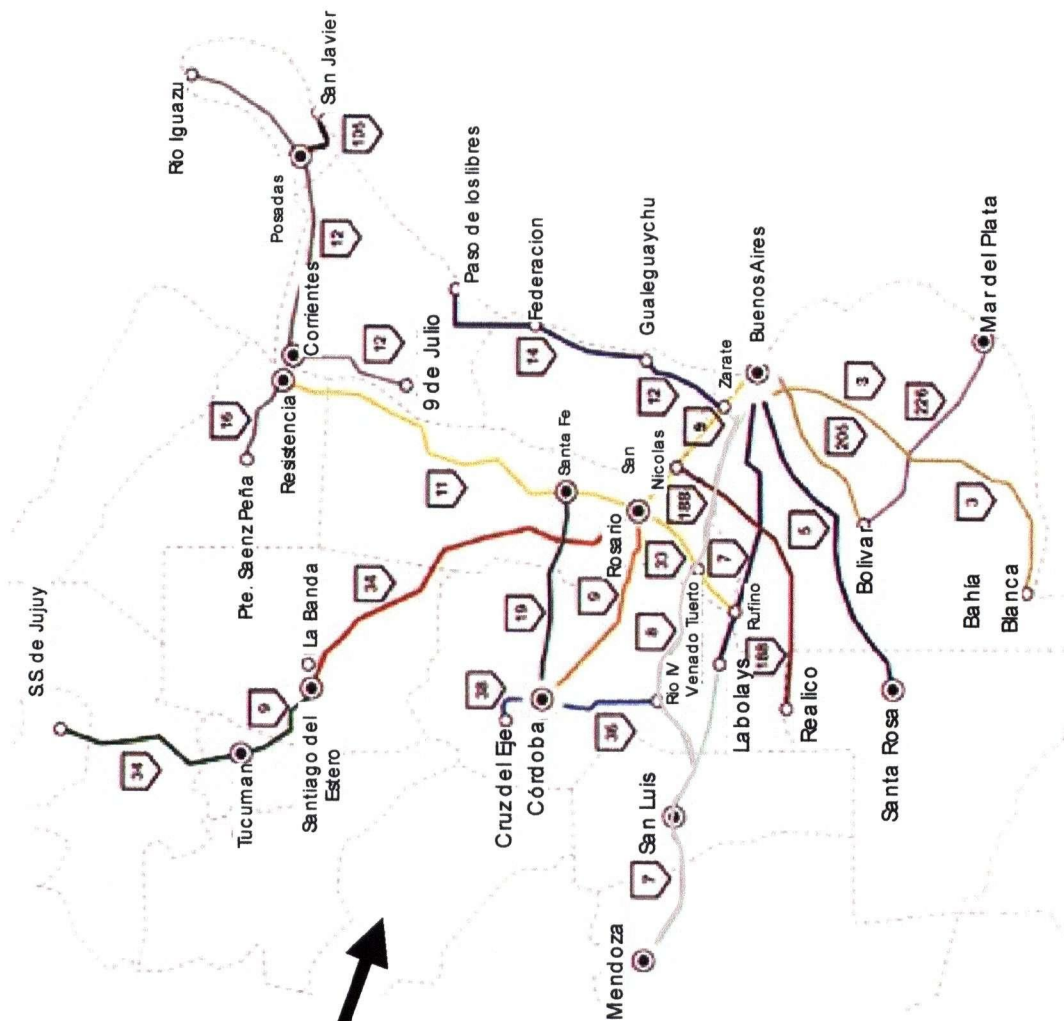 S.S. de Jujuy
34
Tucuman
9
Santiago del
Estero
La Banda
34
Pte. Saenz Peña
16
Resistencia
Corrientes
12
9 de Julio
12
Posadas
Río Iguazu
San Javier
105
11
Cruz del Eje
38
Córdoba
19
Santa Fe
9
Rosario
San
Nicolas
36
Río IV
8
Venado Tuerto
33
188
9
Zarate
12
Gualeguaychu
14
Federacion
Paso de los libres
Buenos Aires
Mendoza
7
San Luis
Labolays
Rufino
7
188
Realico
Santa Rosa
5
Bolivar
205
3
226
Mar del Plata
Bahía
Blanca
3